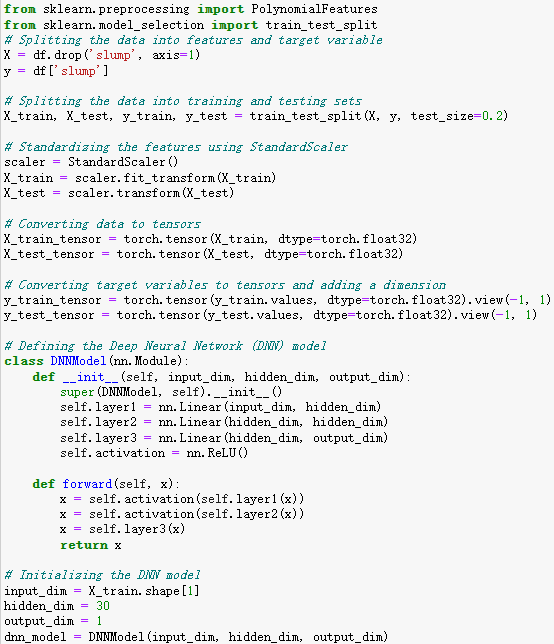 from sklearn.preprocessing import PolynomialFeatures
from sklearn.model_selection import train_test_split
# Splitting the data into features and target variable
X = df.drop('slump', axis=1)
y = df['slump']

# Splitting the data into training and testing sets
X_train, X_test, y_train, y_test = train_test_split(X, y, test_size=0.2)

# Standardizing the features using StandardScaler
scaler = StandardScaler()
X_train = scaler.fit_transform(X_train)
X_test = scaler.transform(X_test)

# Converting data to tensors
X_train_tensor = torch.tensor(X_train, dtype=torch.float32)
X_test_tensor = torch.tensor(X_test, dtype=torch.float32)

# Converting target variables to tensors and adding a dimension
y_train_tensor = torch.tensor(y_train.values, dtype=torch.float32).view(-1, 1)
y_test_tensor = torch.tensor(y_test.values, dtype=torch.float32).view(-1, 1)

# Defining the Deep Neural Network (DNN) model
class DNNModel(nn.Module):
    def __init__(self, input_dim, hidden_dim, output_dim):
        super(DNNModel, self).__init__()
        self.layer1 = nn.Linear(input_dim, hidden_dim)
        self.layer2 = nn.Linear(hidden_dim, hidden_dim)
        self.layer3 = nn.Linear(hidden_dim, output_dim)
        self.activation = nn.ReLU()

    def forward(self, x):
        x = self.activation(self.layer1(x))
        x = self.activation(self.layer2(x))
        x = self.layer3(x)
        return x

# Initializing the DNN model
input_dim = X_train.shape[1]
hidden_dim = 30
output_dim = 1
dnn_model = DNNModel(input_dim, hidden_dim, output_dim)